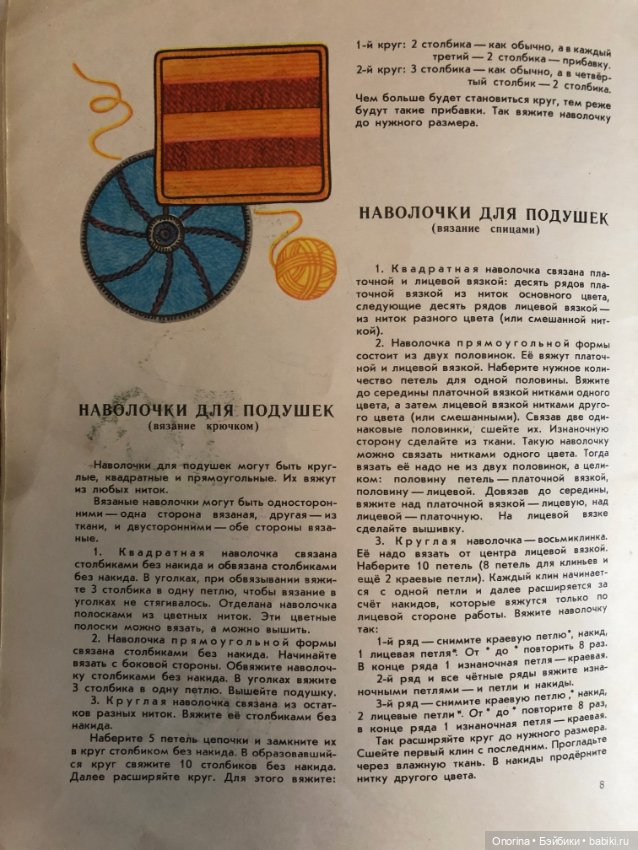 НАВОЛОЧКИ ДЛЯ ПОДУШЕК
(вязание крючком)
Наволочки для подушек могут быть круг-
лые, квадратные и прямоугольные. Их вяжут
из любых ниток.
Вязаные наволочки могут быть односторон-
ними — одна сторона вязаная, другая — из
ткани, и двусторонними — обе стороны вяза-
ные.
1. Квадратная наволочка связана
столбиками без накида и обвязана столбиками
без накида. В уголках, при обвязывании вяжи-
те 3 столбика в одну петлю, чтобы вязание в
уголках не стягивалось. Отделана наволочка
полосками из цветных ниток. Эти цветные
полоски можно вязать, а можно вышить.
2. Наволочка прямоугольной формы
связана столбиками без накида. Начинайте
вязать с боковой стороны. Обвяжите наволоч-
ку столбиками без накида. В уголках вяжите
3 столбика в одну петлю. Вышейте подушку.
3. Круглая наволочка связана из остат-
ков разных ниток. Вяжите её столбиками без
накида.
Наберите 5 петель цепочки и замкните их
в круг столбиком без накида. В образовавший-
ся круг свяжите 10 столбиков без накида.
Далее расширяйте круг. Для этого вяжите:
1-й круг: 2 столбика — как обычно, а в каждый
третий — 2 столбика — прибавку.
2-й круг: 3 столбика — как обычно, а в четвёр-
тый столбик — 2 столбика.
Чем больше будет становиться круг, тем реже
будут такие прибавки. Так вяжите наволочку
до нужного размера.
НАВОЛОЧКИ ДЛЯ ПОДУШЕК
(вязание спицами)
1. Квадратная наволочка связана пла-
точной и лицевой вязкой: десять рядов пла-
точной вязкой из ниток основного цвета,
следующие десять рядов лицевой вязкой —
из ниток разного цвета (или смешанной нит-
кой).
2. Наволочка прямоугольной формы
состоит из двух половинок. Её вяжут платоч-
ной и лицевой вязкой. Наберите нужное ко-
личество петель для одной половины. Вяжите
до середины платочной вязкой нитками одного
цвета, а затем лицевой вязкой нитками друго-
го цвета (или смешанными). Связав две оди-
наковые половинки, сшейте их. Изнаночную
сторону сделайте из ткани. Такую наволочку
можно связать нитками одного цвета. Тогда
вязать её надо не из двух половинок, а цели-
ком: половину петель — платочной вязкой,
половину — лицевой. Довязав до середины,
вяжите над платочной вязкой — лицевую, над
лицевой — платочную. На лицевой вязке
сделайте вышивку.
3. Круглая наволочка — восьмиклинка.
Её надо вязать от центра лицевой вязкой.
Наберите 10 петель (8 петель для клиньев и
ещё 2 краевые петли). Каждый клин начинает-
ся с одной петли и далее расширяется за
счёт накидов, которые вяжутся только по
лицевой стороне работы. Вяжите наволочку
так:
1-й ряд — снимите краевую петлю*, накид,
1 лицевая петля*. От * до * повторить 8 раз.
В конце ряда 1 изнаночная петля — краевая.
2-й ряд и все чётные ряды вяжите изна-
ночными петлями — и петли и накиды.
3-й ряд — снимите краевую петлю,* накид,
2 лицевые петли*. От * до * повторите 8 раз,
в конце ряда 1 изнаночная петля — краевая.
Так расширяйте круг до нужного размера.
Сшейте первый клин с последним. Прогладьте
через влажную ткань. В накиды проденьте
нитку другого цвета.
8
Onorina • Бэйбики • babiki.ru